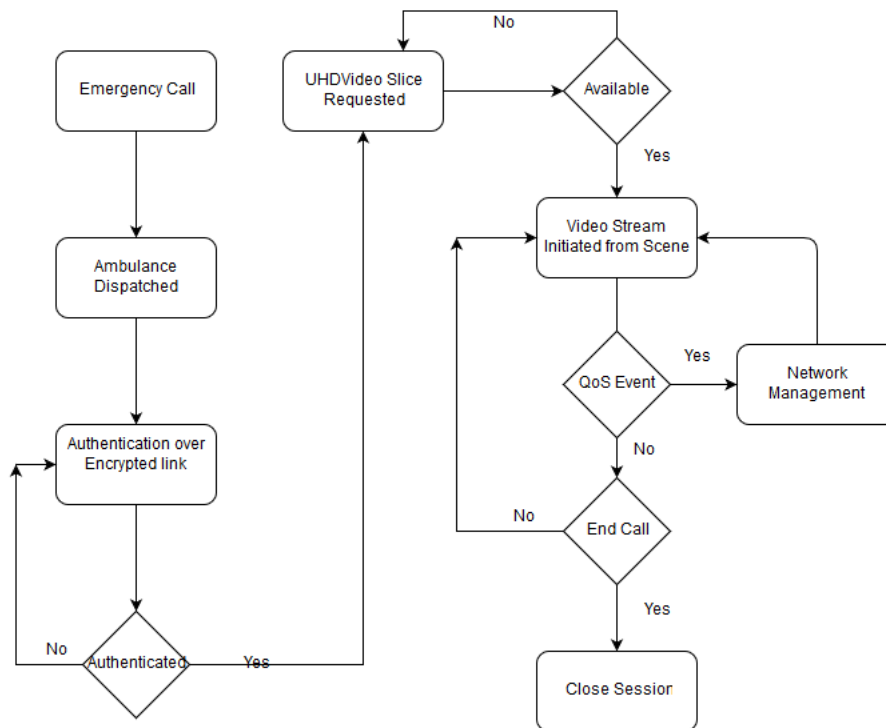 Emergency Call
Ambulance
Dispatched
Authentication over
Encrypted link
No
Authenticated
Yes
No
UHDVideo Slice
Requested
Available
Yes
Video Stream
Initiated from Scene
QoS Event
Yes
Network
Management
No
No
End Call
Yes
Close Session